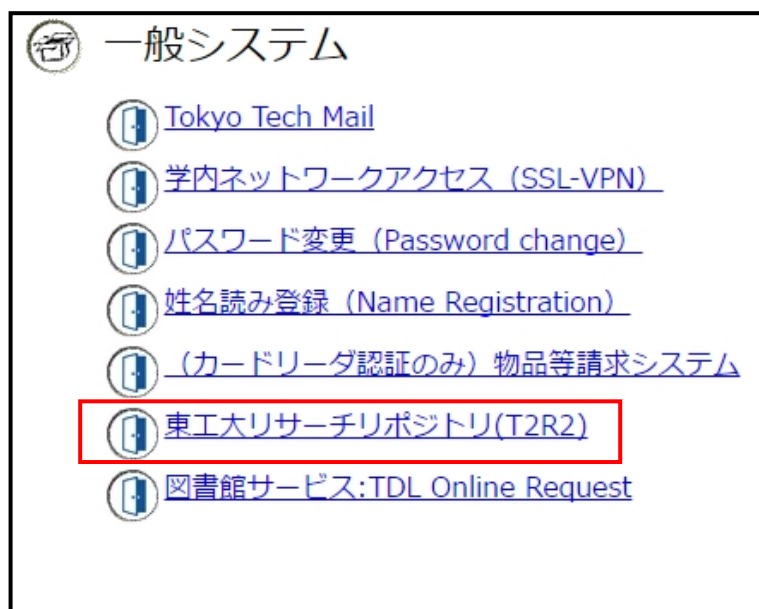 一般システム
Tokyo Tech Mail
学内ネットワークアクセス（SSL-VPN）
パスワード変更（Password change）
姓名読み登録（Name Registration）
（カードリーダ認証のみ）物品等請求システム
東工大リサーチリポジトリ(T2R2)
図書館サービス:TDL Online Request